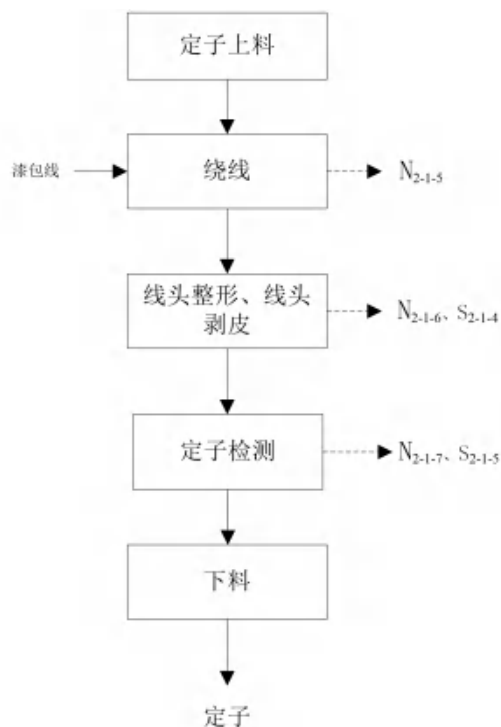 定子上料
漆包线
绕线
N2-1-5
线头整形、线头
剥皮
N2-1-6、S2-1-4
定子检测
N2-1-7、S2-1-5
下料
定子